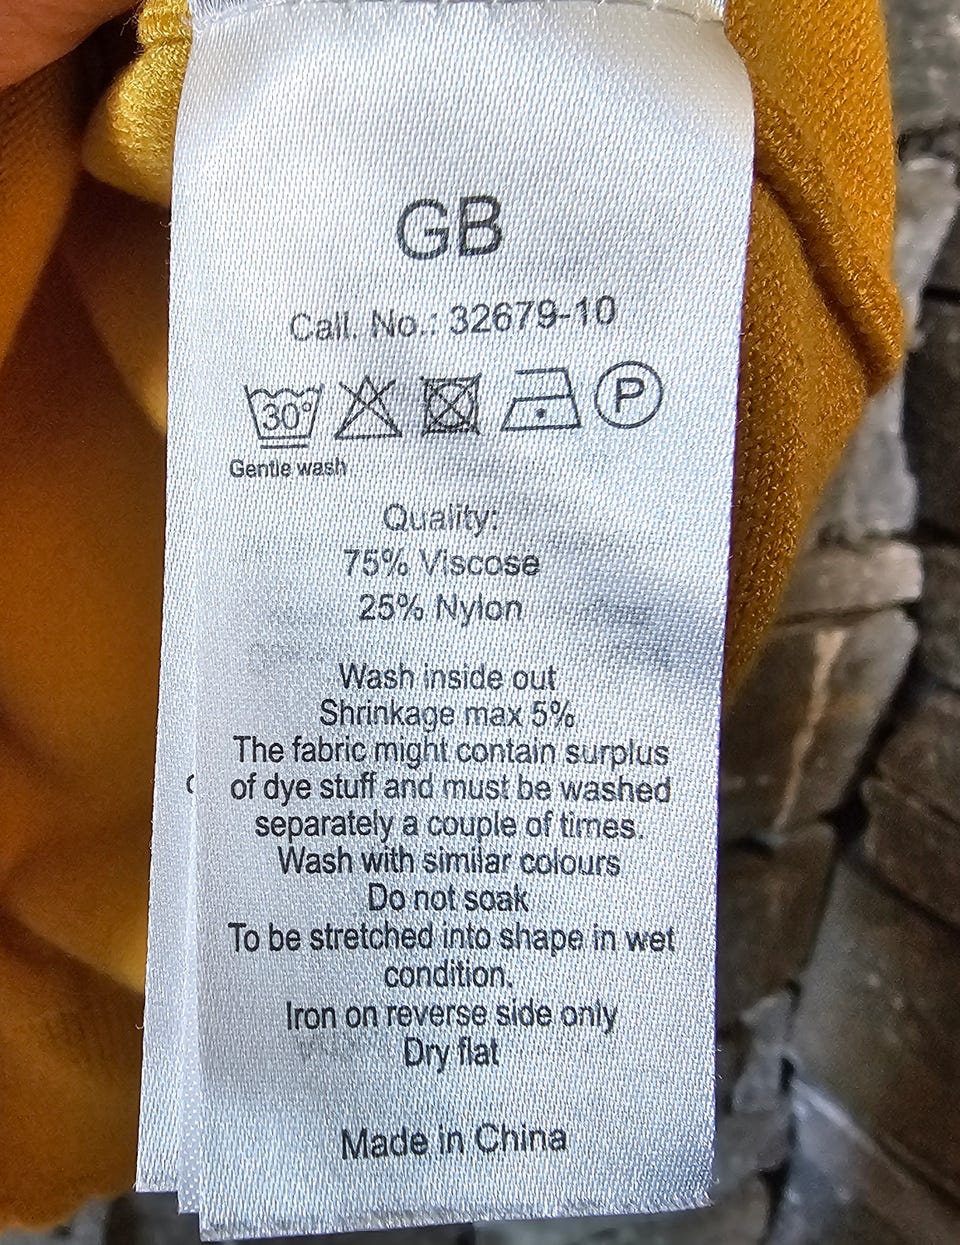 GB
Call. No.: 32679-10
30°
P
Gentle wash
Quality:
75% Viscose
25% Nylon
Wash inside out
Shrinkage max 5%
The fabric might contain surplus
of dye stuff and must be washed
separately a couple of times.
Wash with similar colours
Do not soak
To be stretched into shape in wet
condition.
Iron on reverse side only
Dry flat
Made in China